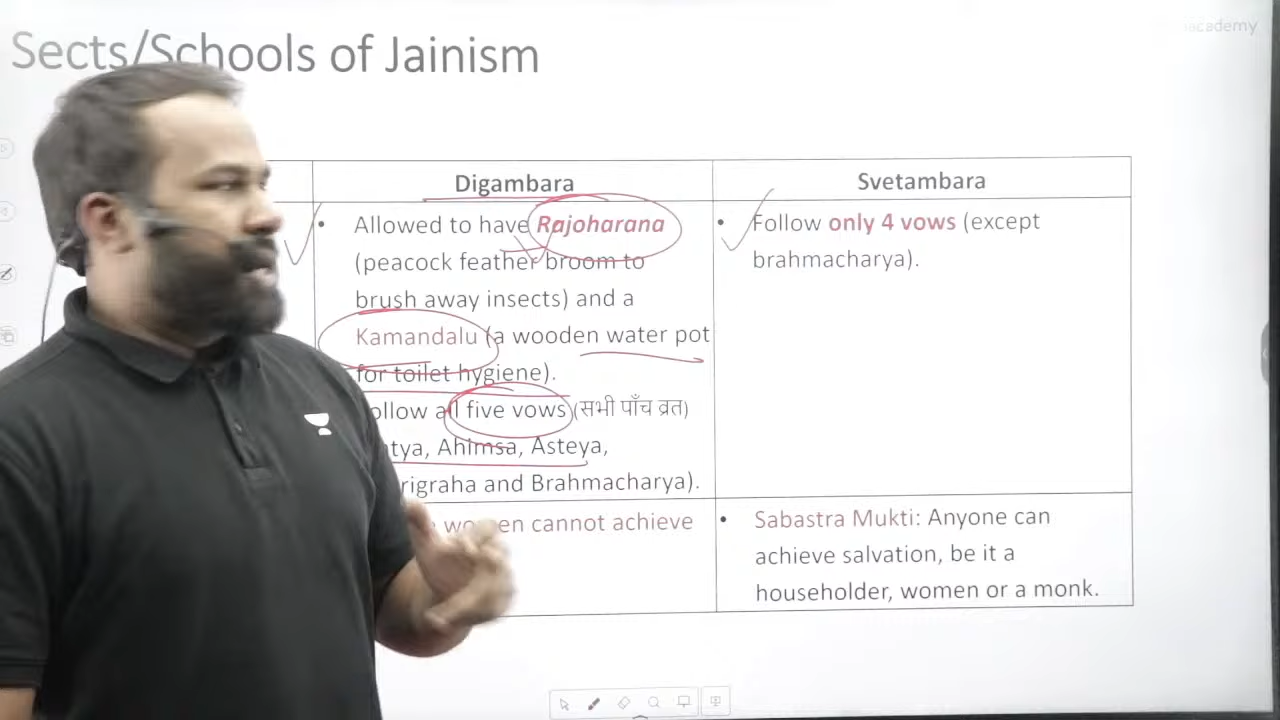 Sects/Schools of Jainism
academy
Digambara
Svetambara
• Allowed to have Rajoharana
(peacock feather broom to
brush away insects) and a
Kamandalu (a wooden water pot
for toilet hygiene).
ollow all five vows (सभी पाँच व्रत)
tya, Ahimsa, Asteya,
rigraha and Brahmacharya).
• Follow only 4 vows (except
brahmacharya).
women cannot achieve
• Sabastra Mukti: Anyone can
achieve salvation, be it a
householder, women or a monk.